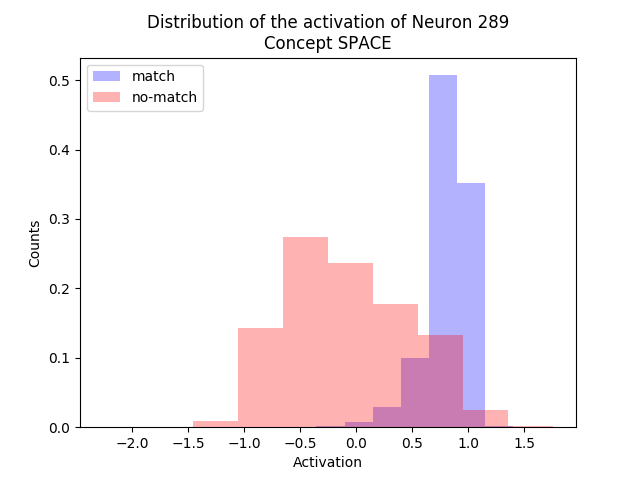 Distribution of the activation of Neuron 289
Concept SPACE
match
no-match
Counts
0.5
0.4
0.3
0.2
0.1
0.0
−2.0 −1.5 −1.0 −0.5 0.0 0.5 1.0 1.5
Activation